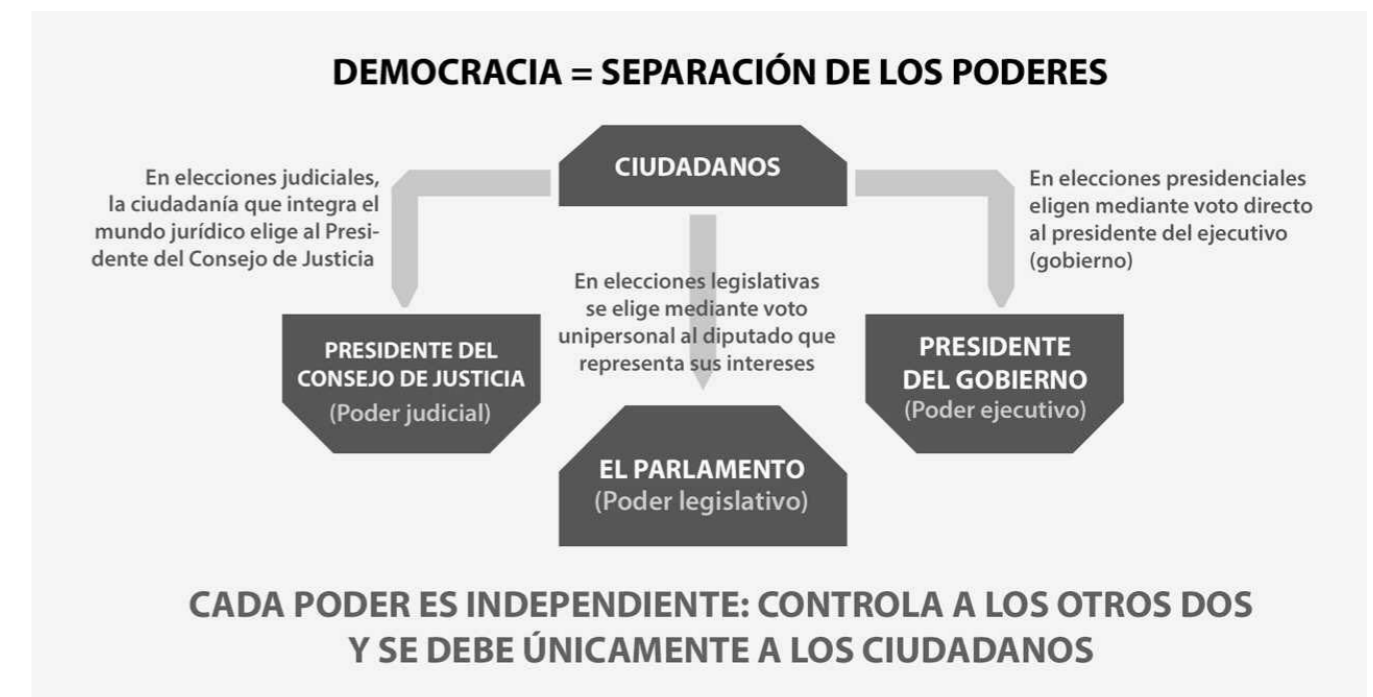 DEMOCRACIA = SEPARACIÓN DE LOS PODERES
CIUDADANOS
En elecciones judiciales,
la ciudadanía que integra el
mundo jurídico elige al Presi-
dente del Consejo de Justicia
En elecciones legislativas
se elige mediante voto
unipersonal al diputado que
representa sus intereses
En elecciones presidenciales
eligen mediante voto directo
al presidente del ejecutivo
(gobierno)
PRESIDENTE DEL
CONSEJO DE JUSTICIA
(Poder judicial)
EL PARLAMENTO
(Poder legislativo)
PRESIDENTE
DEL GOBIERNO
(Poder ejecutivo)
CADA PODER ES INDEPENDIENTE: CONTROLA A LOS OTROS DOS
Y SE DEBE ÚNICAMENTE A LOS CIUDADANOS